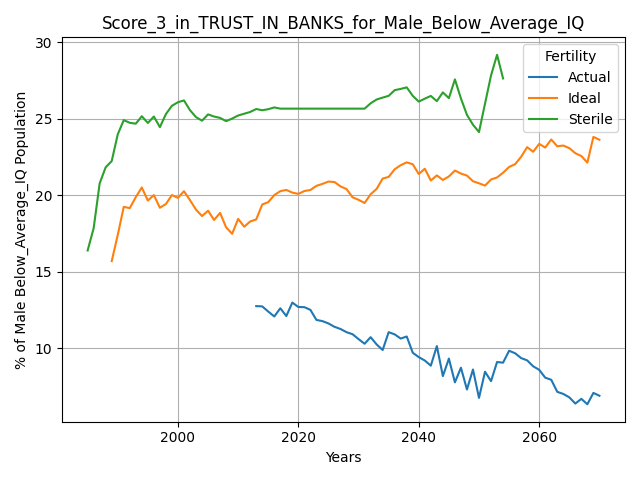 Score_3_in_TRUST_IN_BANKS_for_Male_Below_Average_IQ
% of Male Below_Average_IQ Population
30
25
20
15
10
Fertility
Actual
Ideal
Sterile
2000
2020
2040
2060
Years